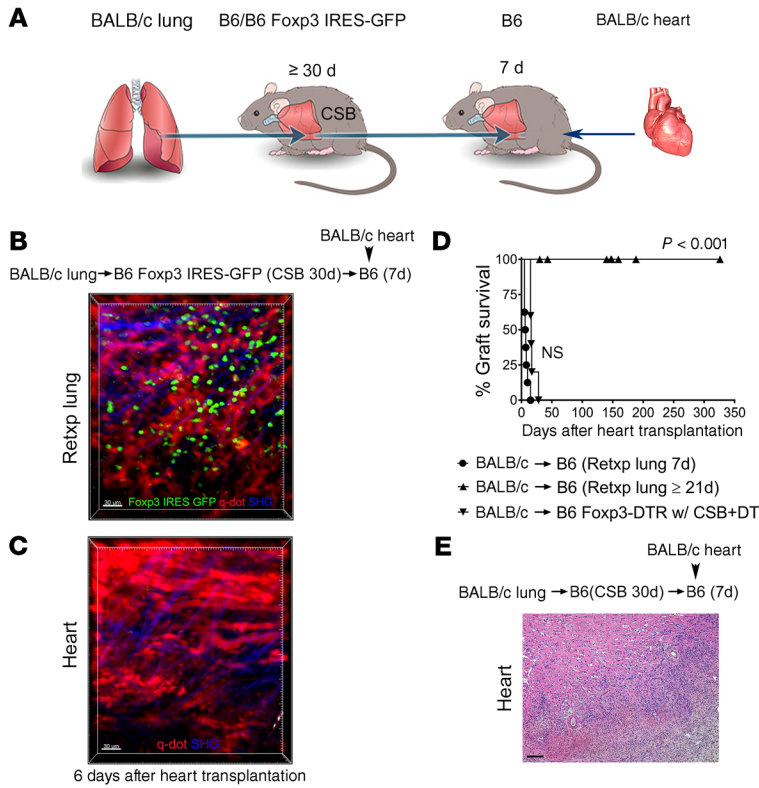 A
BALB/c lung
B6/B6 Foxp3 IRES-GFP
B6
BALB/c heart
≥ 30 d
7 d
CSB
B
BALB/c heart
BALB/c lung→B6 Foxp3 IRES-GFP (CSB 30d)→B6 (7d)
Retxp lung
30 µm
Foxp3 IRES GFP q-dot SHG
C
Heart
30 µm
q-dot SHG
6 days after heart transplantation
D
P < 0.001
% Graft survival
100
75
50
25
0
NS
0 50 100 150 200 250 300 350
Days after heart transplantation
BALB/c → B6 (Retxp lung 7d)
BALB/c → B6 (Retxp lung ≥ 21d)
BALB/c → B6 Foxp3-DTR w/ CSB+DT
E
BALB/c heart
BALB/c lung →B6(CSB 30d) →B6 (7d)
Heart